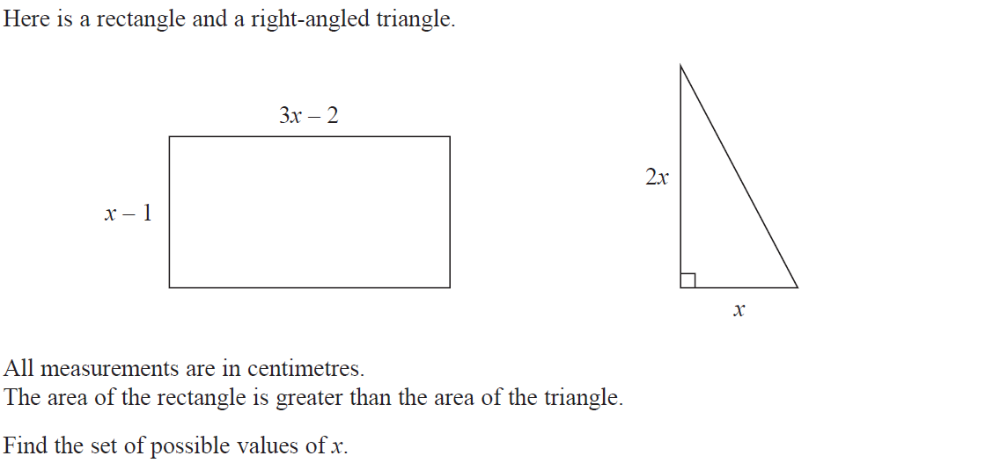 Here is a rectangle and a right-angled triangle.
3x – 2
2x
x – 1
x
All measurements are in centimetres.
The area of the rectangle is greater than the area of the triangle.
Find the set of possible values of x.